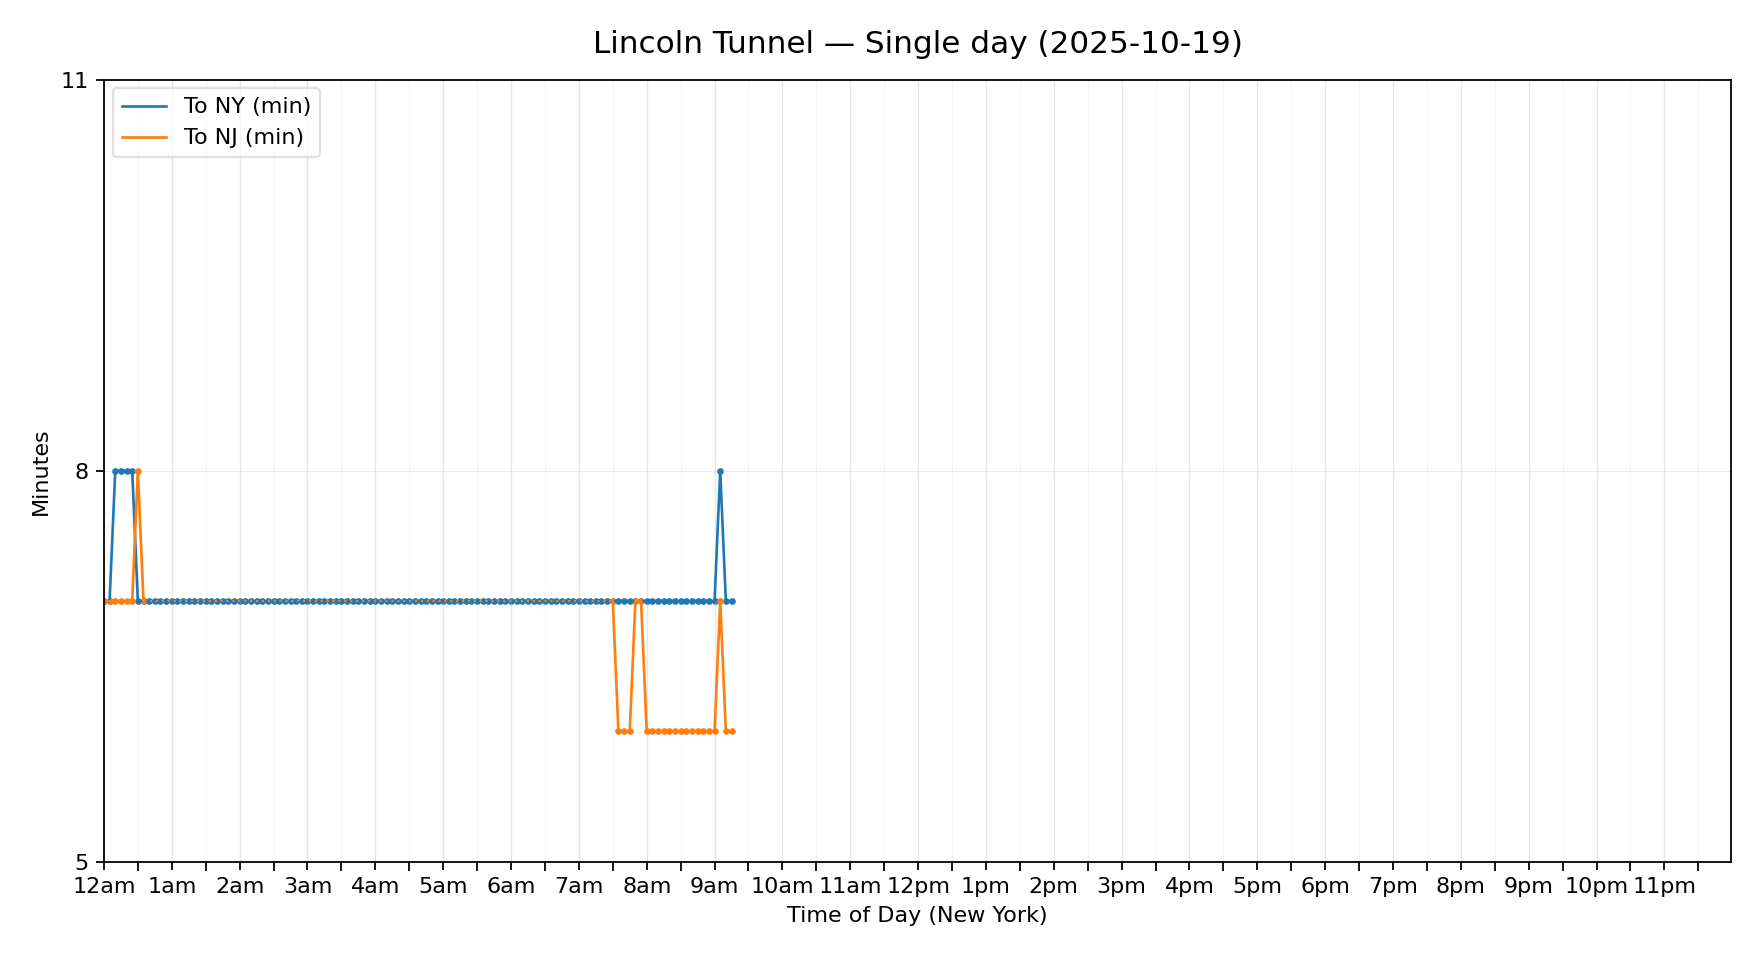 Lincoln Tunnel — Single day (2025-10-19)
11
To NY (min)
To NJ (min)
Minutes
8
5
12am 1am 2am 3am 4am 5am 6am 7am 8am 9am 10am 11am 12pm 1pm 2pm 3pm 4pm 5pm 6pm 7pm 8pm 9pm 10pm 11pm
Time of Day (New York)